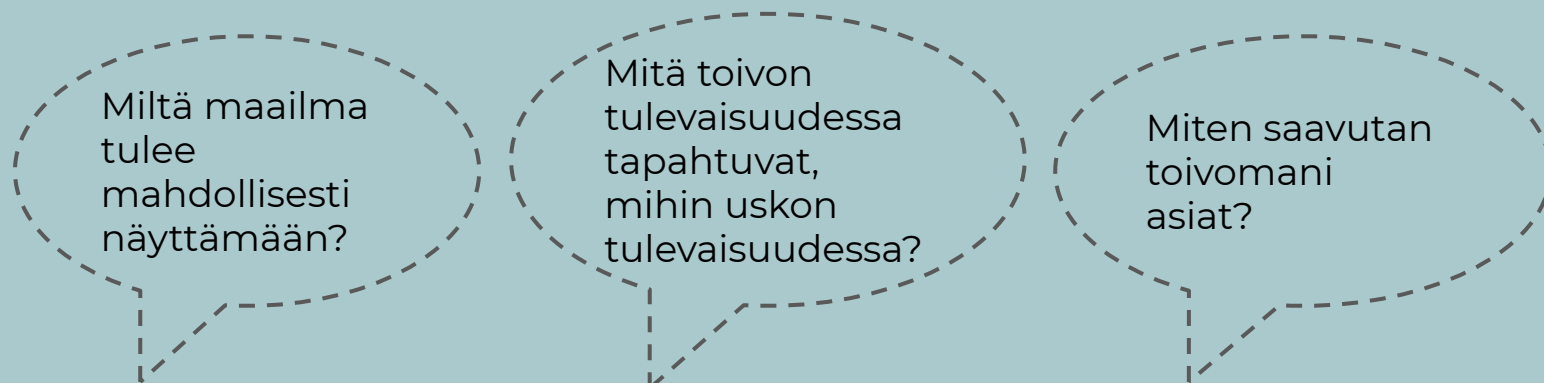 Miltä maailma
tulee
mahdollisesti
näyttämään?
Mitä toivon
tulevaisuudessa
tapahtuvat,
mihin uskon
tulevaisuudessa?
Miten saavutan
toivomani
asiat?